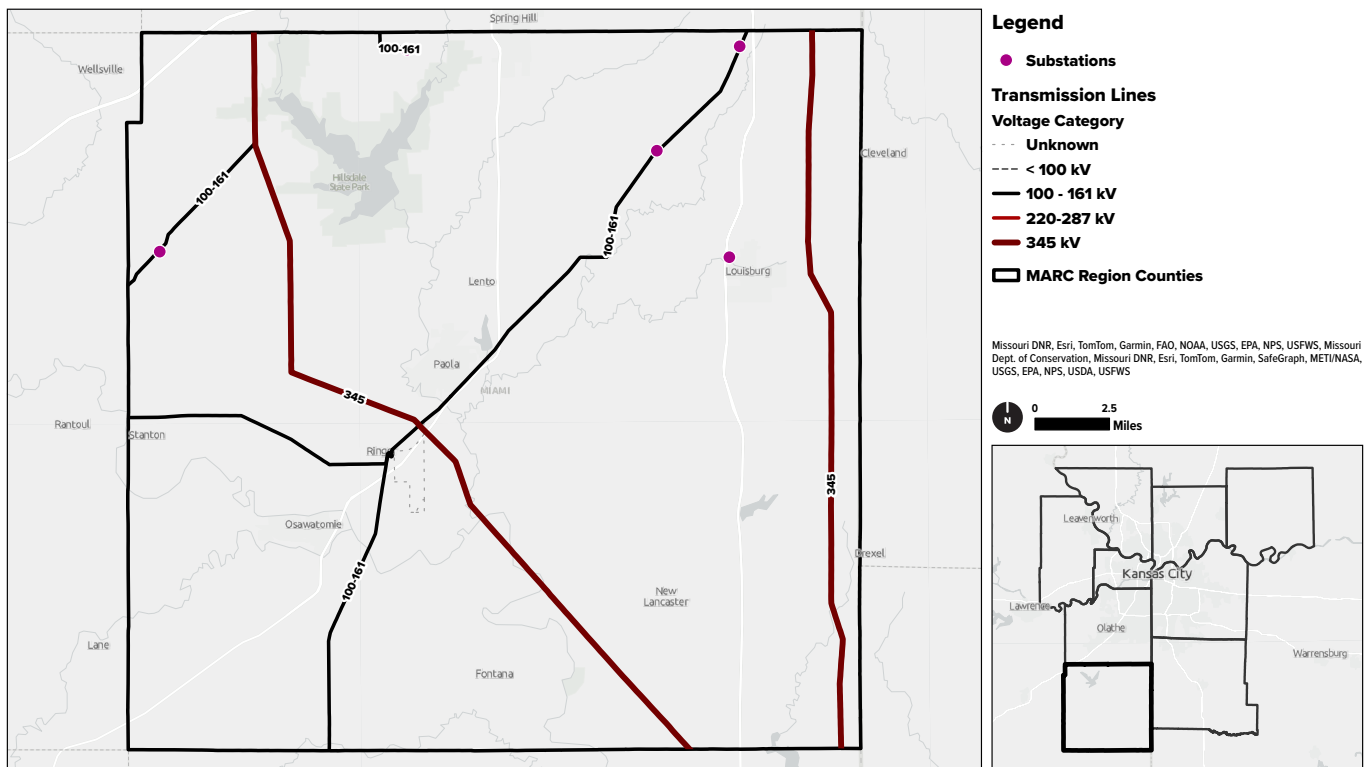 Spring Hill
100-161
Wellsville
Cleveland
Hillsdale
State Park
100-161
100-161
Louisburg
Lento
Paola
MIAMI
345
Rantoul
Stanton
345
Osawatomie
Drexel
100-161
New
Lancaster
Lane
Fontana
Legend
Substations
Transmission Lines
Voltage Category
Unknown
< 100 kV
100 - 161 kV
220-287 kV
345 kV
MARC Region Counties
Missouri DNR, Esri, TomTom, Garmin, FAO, NOAA, USGS, EPA, NPS, USFWS, Missouri
Dept. of Conservation, Missouri DNR, Esri, TomTom, Garmin, SafeGraph, METI/NASA,
USGS, EPA, NPS, USDA, USFWS
N
0 2.5
Miles
Leavenworth
Kansas City
Lawrence
Olathe
Warrensburg